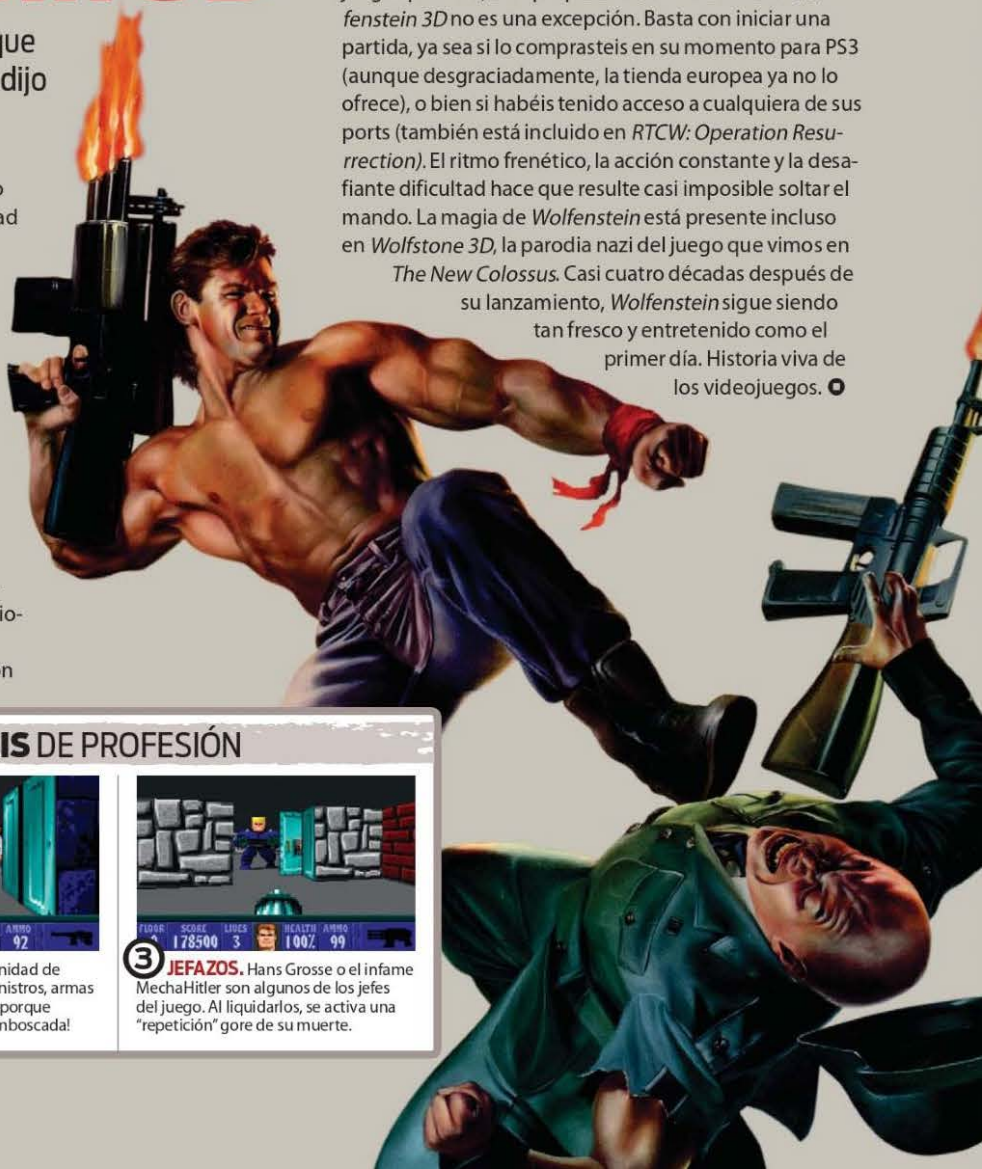 que
dijo
fenstein 3D no es una excepción. Basta con iniciar una
partida, ya sea si lo comprasteis en su momento para PS3
(aunque desgraciadamente, la tienda europea ya no lo
ofrece), o bien si habéis tenido acceso a cualquiera de sus
ports (también está incluido en RTCW: Operation Resu-
rrection). El ritmo frenético, la acción constante y la desa-
fiante dificultad hace que resulte casi imposible soltar el
mando. La magia de Wolfenstein está presente incluso
en Wolfstone 3D, la parodia nazi del juego que vimos en
The New Colossus. Casi cuatro décadas después de
su lanzamiento, Wolfenstein sigue siendo
tan fresco y entretenido como el
primer día. Historia viva de
los videojuegos.
IS DE PROFESIÓN
AMMO
92
nidad de
nistros, armas
porque
nboscada!
FLOOR SCORE LIVES HEALTH AMMO
178500 3 100% 99
3 JEFAZOS. Hans Grosse o el infame
MechaHitler son algunos de los jefes
del juego. Al liquidarlos, se activa una
"repetición" gore de su muerte.